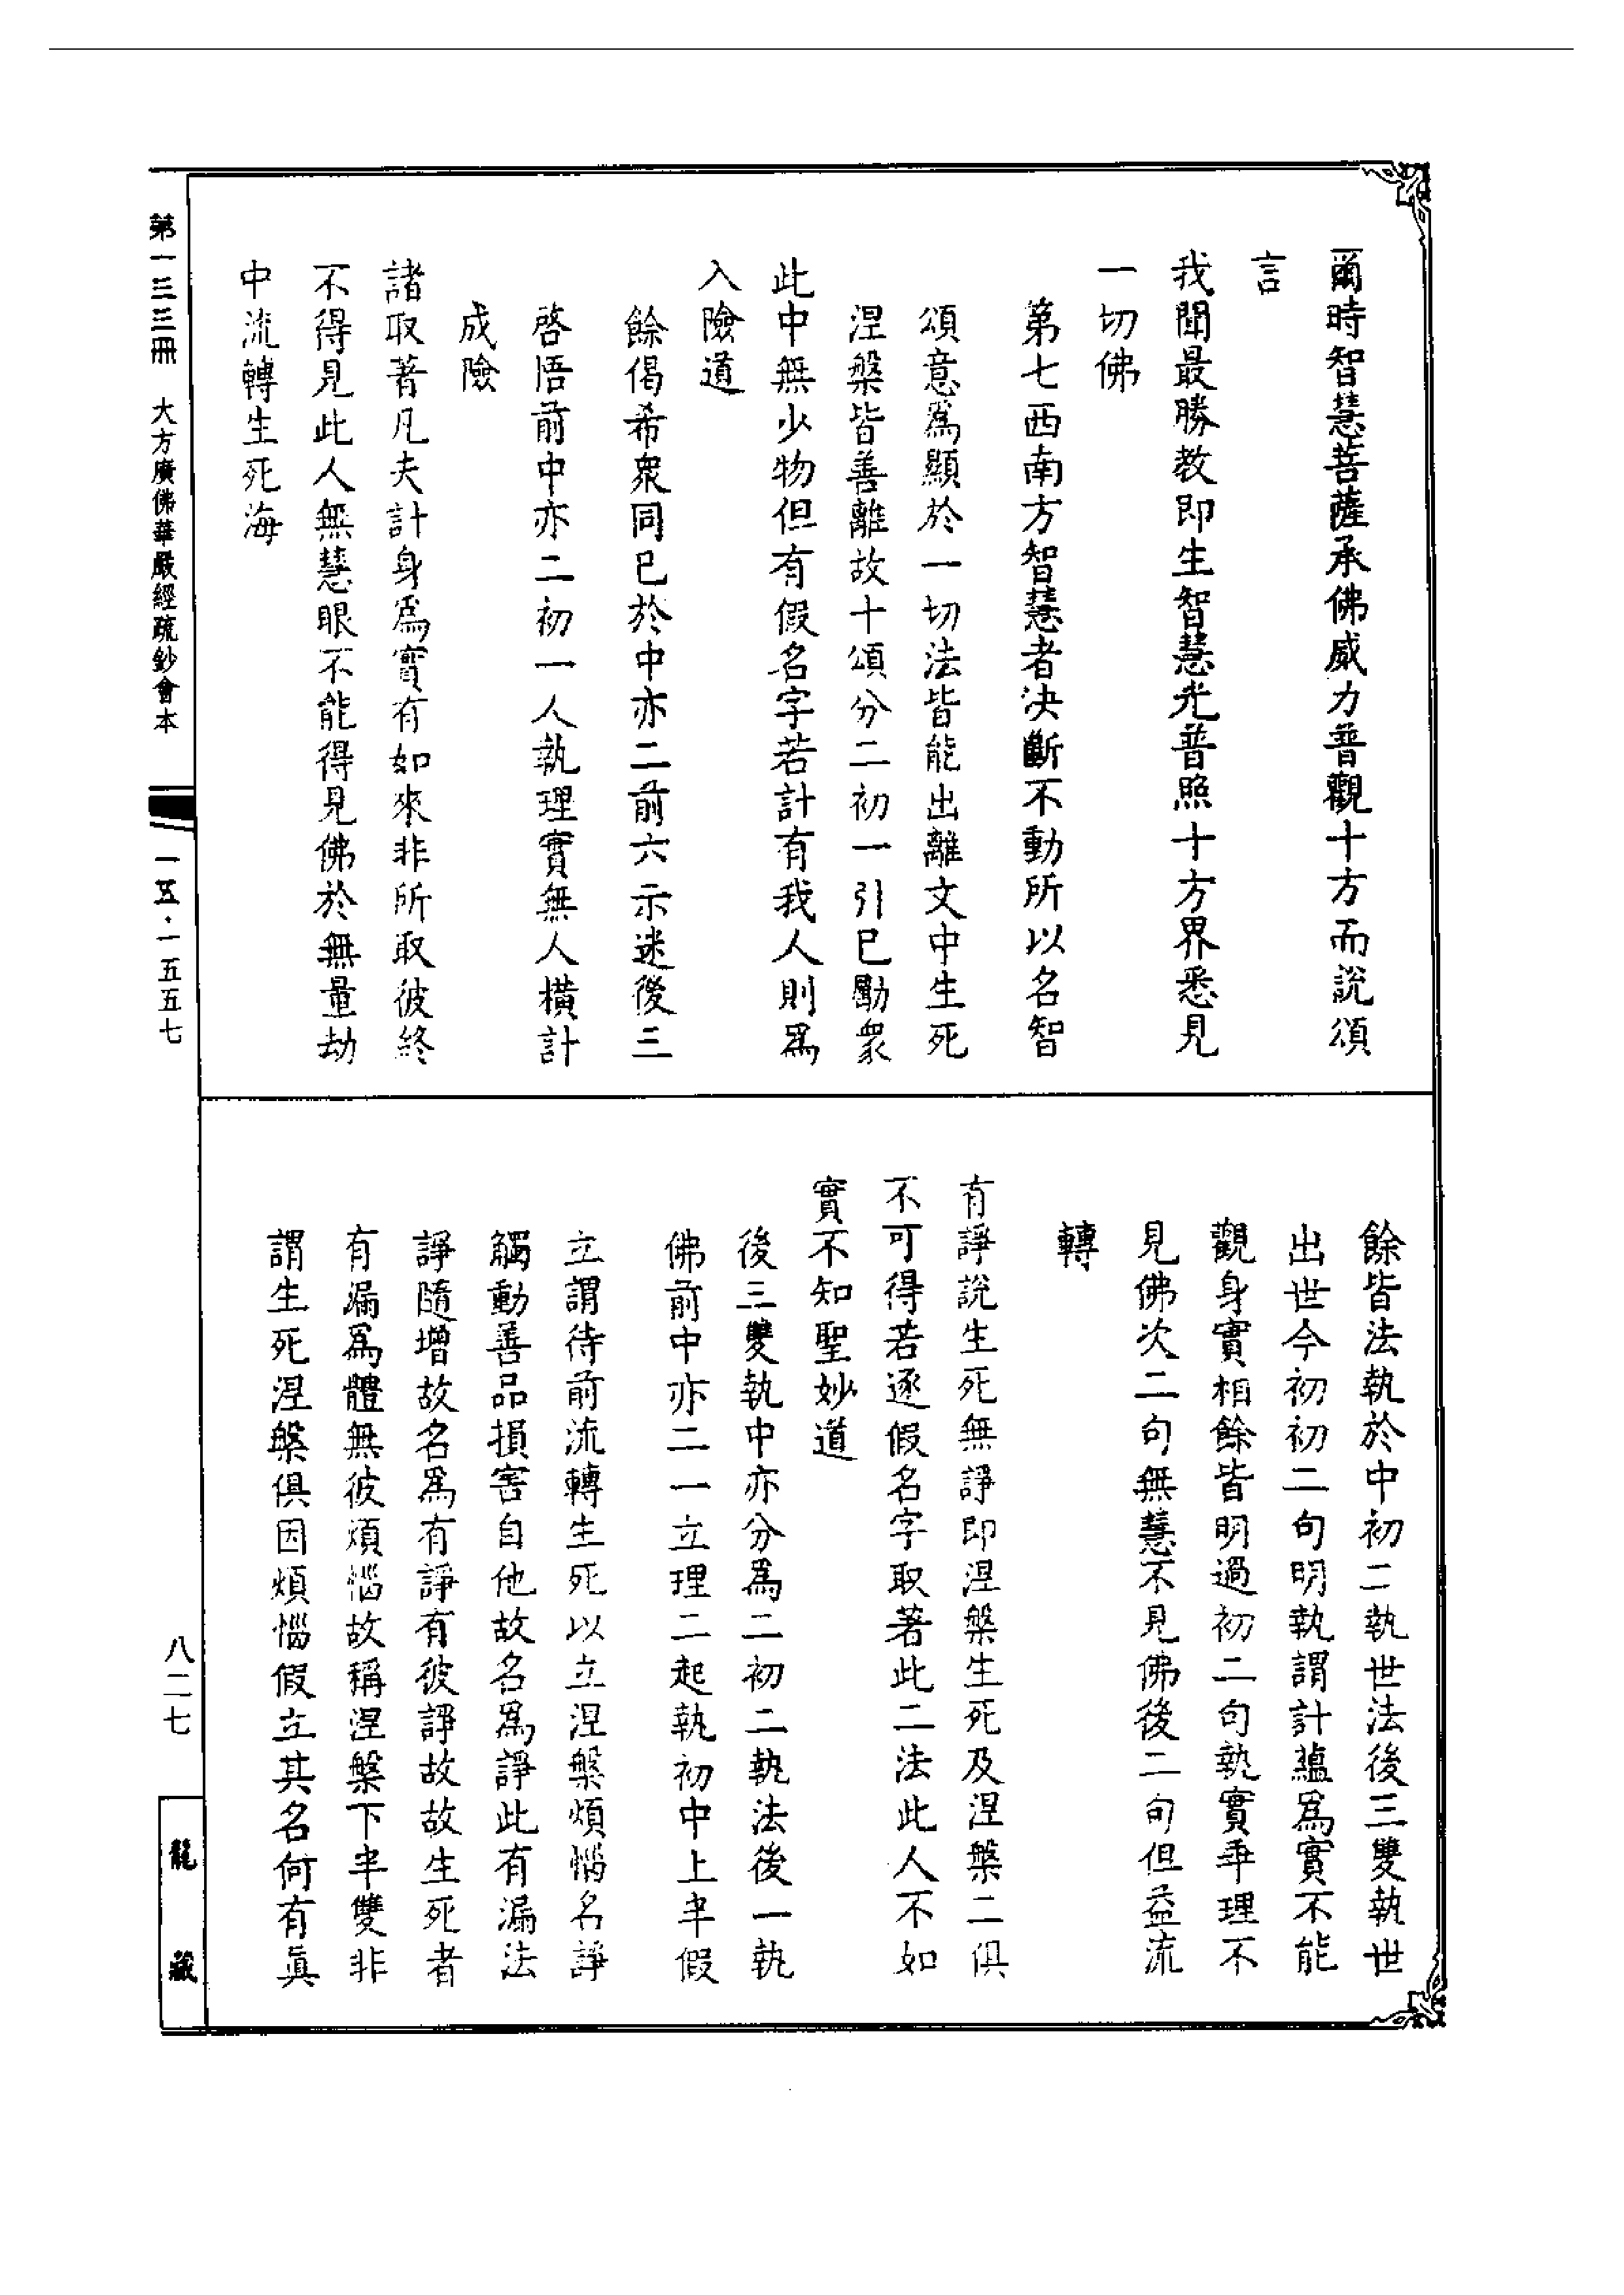 爾時智慧菩薩承佛威力普觀十方而說頌
言
我聞最勝教即生智慧光普照十方界悉見
一切佛
第七西南方智慧者決斷不動所以名智
頌意爲顯於一切法皆能出離文中生死
涅槃皆善離故十頌分二初一引已勵衆
此中無少物但有假名字若計有我人則爲
入險道
餘偈希衆同已於中亦二前六示迷後三
啓悟前中亦二初一人執理實無人橫計
成險
諸取著凡夫計身爲實有如來非所取彼終
不得見此人無慧眼不能得見佛於無量劫
中流轉生死海
餘皆法執於中初二執世法後三雙執世
出世今初初二句明執謂計蘊爲實不能
觀身實相餘皆明過初二句執實乖理不
見佛次二句無慧不見佛後二句但益流
轉
有諍說生死無諍即涅槃生死及涅槃二俱
不可得若逐假名字取著此二法此人不如
實不知聖妙道
後三雙執中亦分爲二初二執法後一執
佛前中亦二一立理二起執初中上半假
立謂待前流轉生死以立涅槃煩惱名諍
觸動善品損害自他故名爲諍此有漏法
諍隨增故名爲有諍有彼諍故故生死者
有漏爲體無彼煩惱故稱涅槃下半雙非
謂生死涅槃俱因煩惱假立其名何有眞
第一三三冊　大方廣佛華嚴經疏鈔會本
一五·一五五七
八二七
龍藏